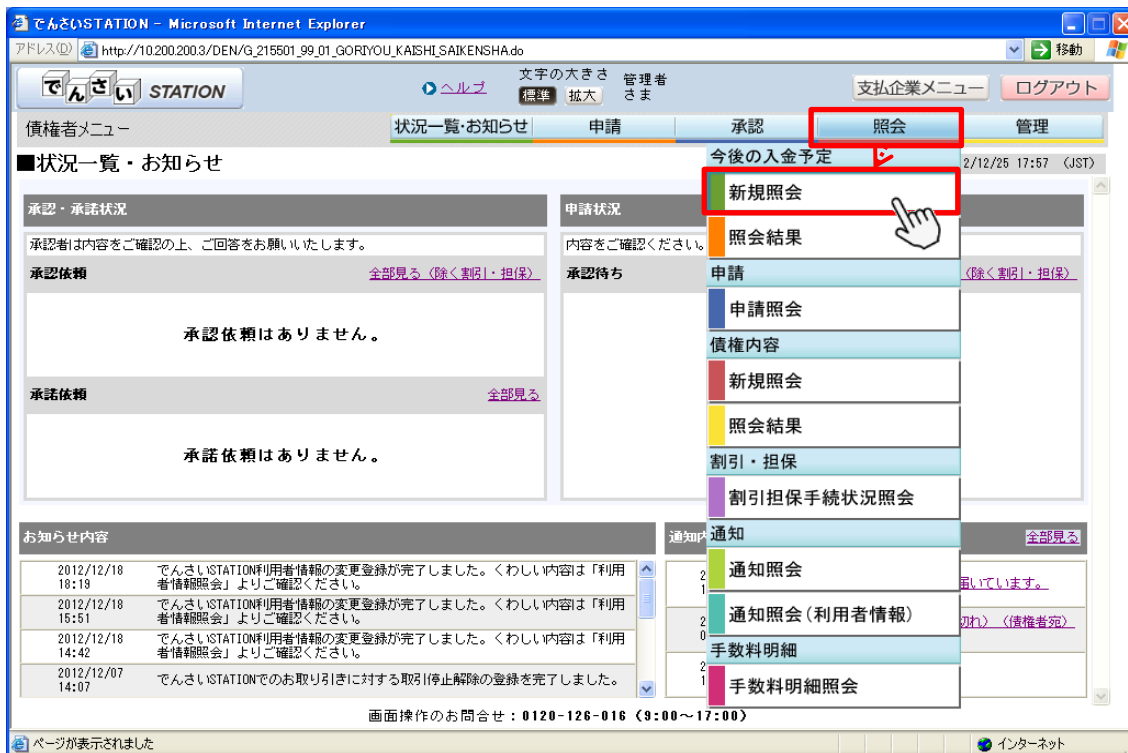 でんさいSTATION - Microsoft Internet Explorer
アドレス(D) http://10.200.200.3/DEN/G_215501_99_01_GORIYOU_KAISHI_SAIKENSHA.do 移動
でんさい STATION
ヘルプ
文字の大きさ
標準 拡大
管理者
さま
支払企業メニュー ログアウト
債権者メニュー
状況一覧・お知らせ 申請 承認 照会 管理
■状況一覧・お知らせ
2/12/25 17:57 (JST)
承認・承諾状況
承認者は内容をご確認の上、ご回答をお願いいたします。
承認依頼 全部見る（除く割引・担保）
承認依頼はありません。
承諾依頼 全部見る
承諾依頼はありません。
申請状況
内容をご確認ください。
承認待ち
（除く割引・担保）
今後の入金予定
新規照会
照会結果
申請
申請照会
債権内容
新規照会
照会結果
割引・担保
割引担保手続状況照会
通知
通知照会
通知照会(利用者情報)
手数料明細
手数料明細照会
お知らせ内容
2012/12/18
18:19
でんさいSTATION利用者情報の変更登録が完了しました。くわしい内容は「利用
者情報照会」よりご確認ください。
2012/12/18
15:51
でんさいSTATION利用者情報の変更登録が完了しました。くわしい内容は「利用
者情報照会」よりご確認ください。
2012/12/18
14:42
でんさいSTATION利用者情報の変更登録が完了しました。くわしい内容は「利用
者情報照会」よりご確認ください。
2012/12/07
14:07
でんさいSTATIONでのお取り引きに対する取引停止解除の登録を完了しました。
通知内
全部見る
届いています。
切れ）（債権者宛）
画面操作のお問合せ：0120-126-016 (9:00～17:00)
ページが表示されました
インターネット